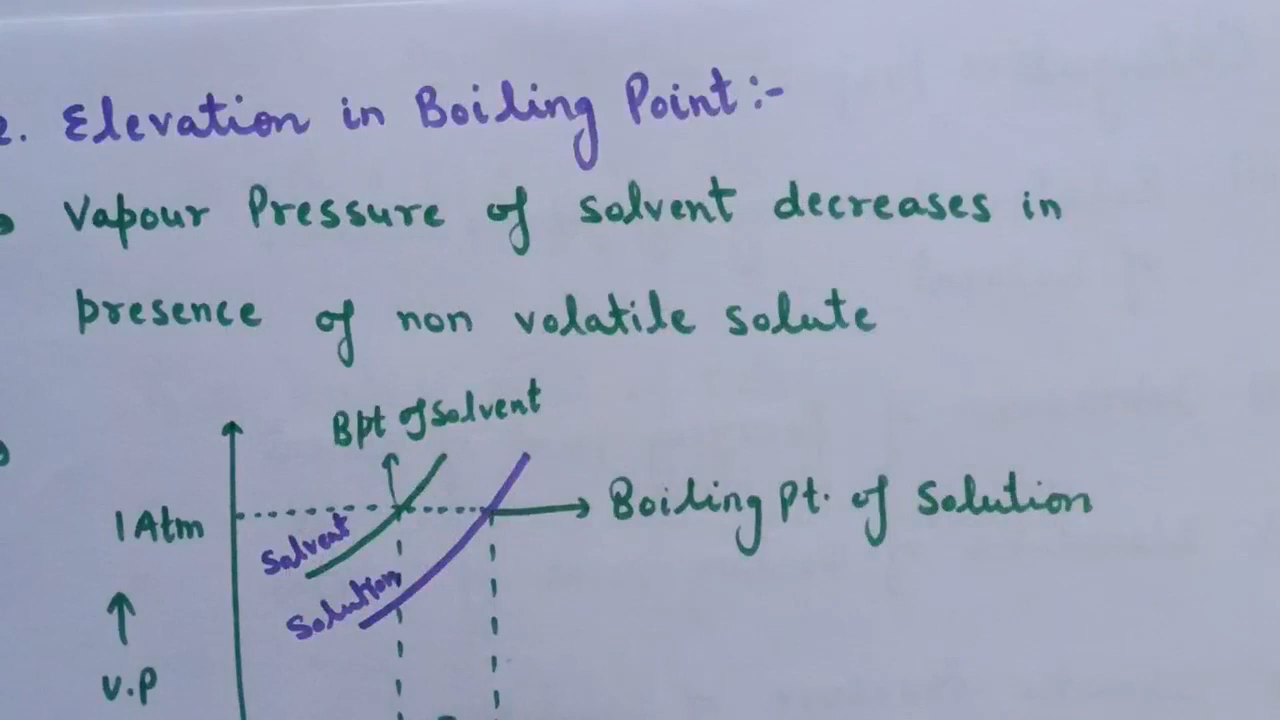 2. Elevation in Boiling Point :-
Vapour Pressure of solvent decreases in
presence of non volatile solute
Bpt of Solvent
1 Atm
Solvent
Boiling Pt. of Solution
Solution
V.P